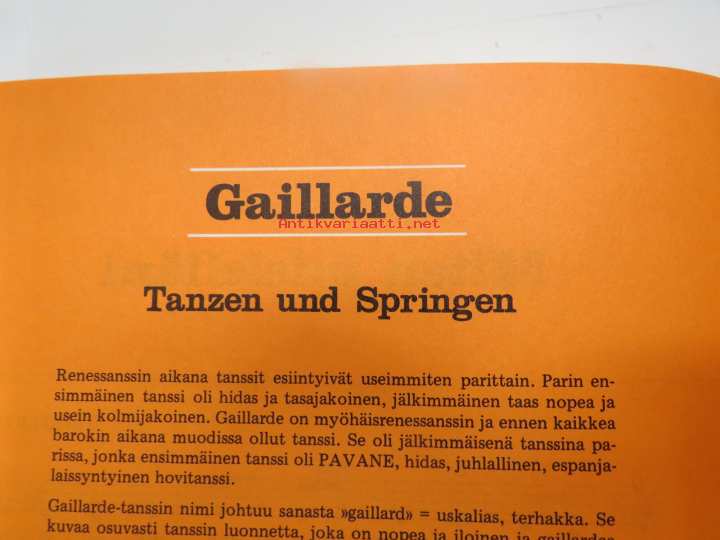 Gaillarde
Antikvariaatti.net
Tanzen und Springen
Renessanssin aikana tanssit esiintyivät useimmiten parittain. Parin en-
simmäinen tanssi oli hidas ja tasajakoinen, jälkimmäinen taas nopea ja
usein kolmijakoinen. Gaillarde on myöhäisrenessanssin ja ennen kaikkea
barokin aikana muodissa ollut tanssi. Se oli jälkimmäisenä tanssina pa-
rissa, jonka ensimmäinen tanssi oli PAVANE, hidas, juhlallinen, espanja-
laissyntyinen hovitanssi.
Gaillarde-tanssin nimi johtuu sanasta »gaillard» = uskalias, terhakka. Se
kuvaa osuvasti tanssin luonnetta, joka on nopea ja iloinen ja gaillardea